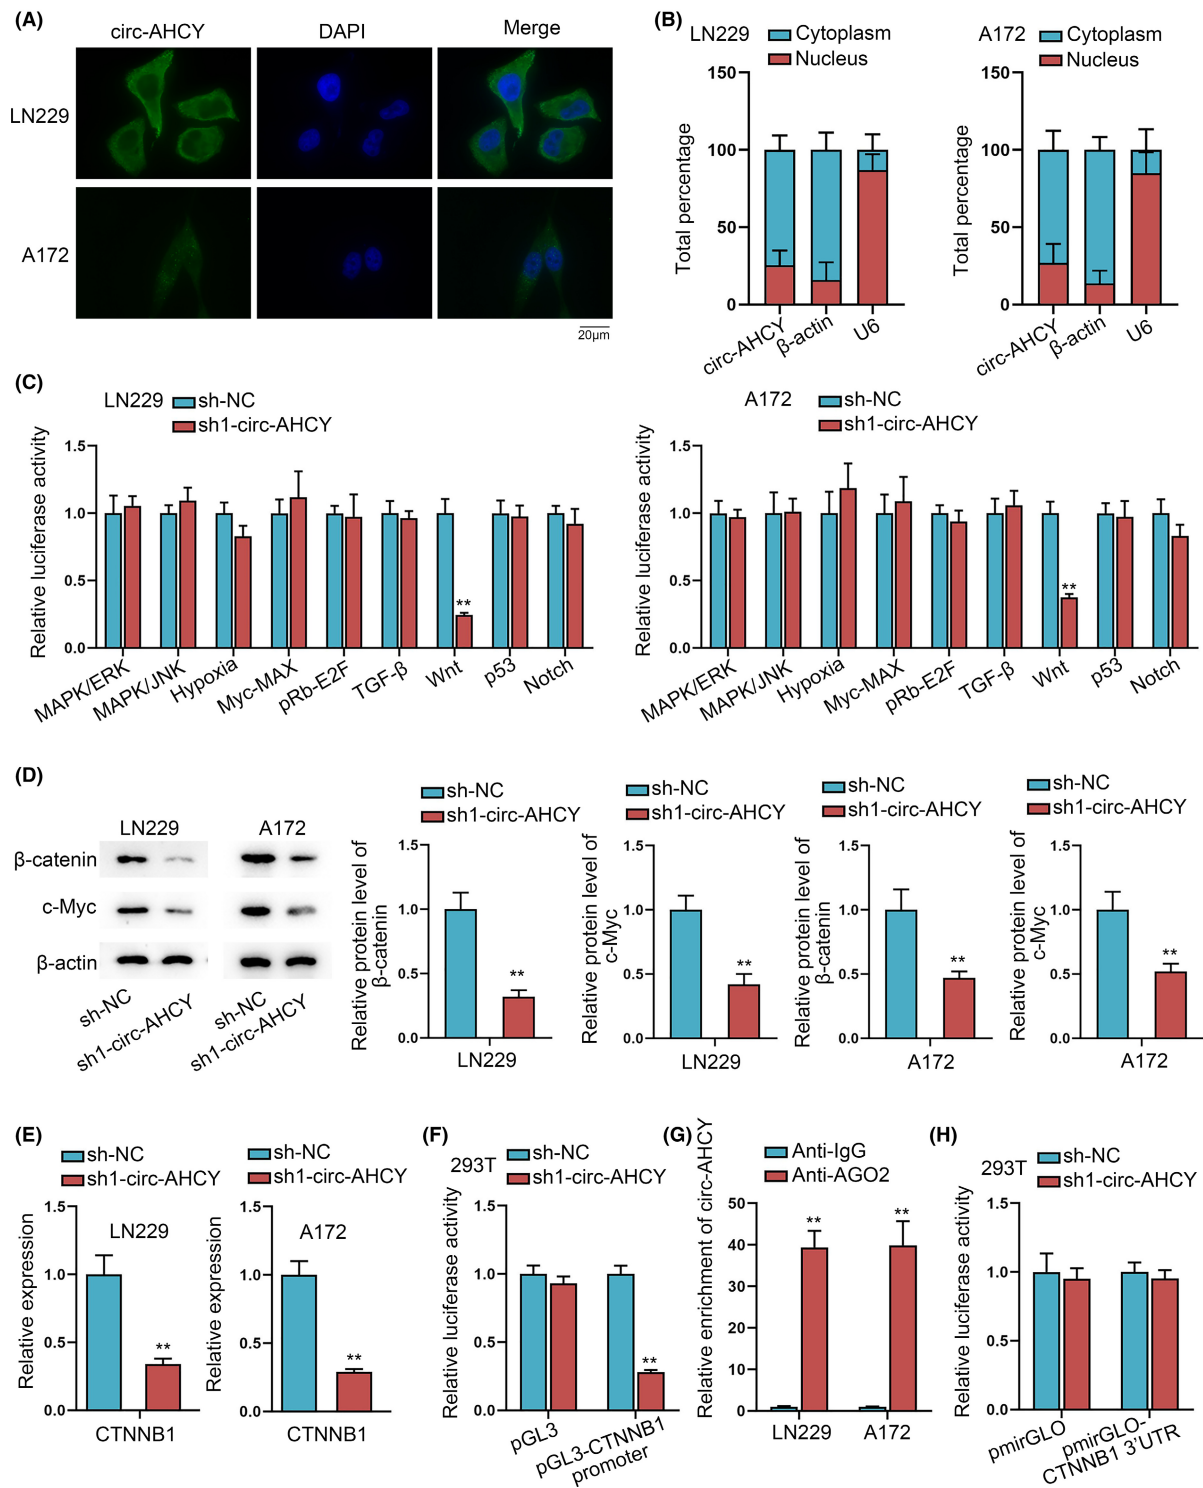 (A)
circ-AHCY DAPI Merge
LN229
A172
20μm
(B)
LN229
Cytoplasm
Nucleus
A172
Cytoplasm
Nucleus
Total percentage
150
100
50
0
circ-AHCY
β-actin
U6
Total percentage
150
100
50
0
circ-AHCY
β-actin
U6
(C)
LN229
sh-NC
sh1-circ-AHCY
Relative luciferase activity
1.5
1.0
0.5
0.0
**
MAPK/ERK
MAPK/JNK
Hypoxia
Myc-MAX
pRb-E2F
TGF-β
Wnt
p53
Notch
A172
sh-NC
sh1-circ-AHCY
Relative luciferase activity
1.5
1.0
0.5
0.0
**
MAPK/ERK
MAPK/JNK
Hypoxia
Myc-MAX
pRb-E2F
TGF-β
Wnt
p53
Notch
(D)
LN229 A172
β-catenin
c-Myc
β-actin
sh-NC
sh1-circ-AHCY
sh-NC
sh1-circ-AHCY
sh-NC
sh1-circ-AHCY
Relative protein level of
β-catenin
1.5
1.0
0.5
0.0
**
LN229
sh-NC
sh1-circ-AHCY
Relative protein level of
c-Myc
1.5
1.0
0.5
0.0
**
LN229
sh-NC
sh1-circ-AHCY
Relative protein level of
β-catenin
1.5
1.0
0.5
0.0
**
A172
sh-NC
sh1-circ-AHCY
Relative protein level of
c-Myc
1.5
1.0
0.5
0.0
**
A172
(E)
sh-NC
sh1-circ-AHCY
LN229
Relative expression
1.5
1.0
0.5
0.0
**
CTNNB1
sh-NC
sh1-circ-AHCY
A172
Relative expression
1.5
1.0
0.5
0.0
**
CTNNB1
(F)
293T
sh-NC
sh1-circ-AHCY
Relative luciferase activity
1.5
1.0
0.5
0.0
**
pGL3
pGL3-CTNNB1
promoter
(G)
Anti-IgG
Anti-AGO2
Relative enrichment of circ-AHCY
50
40
30
20
10
0
**
**
LN229 A172
(H)
293T
sh-NC
sh1-circ-AHCY
Relative luciferase activity
1.5
1.0
0.5
0.0
pmirGLO
pmirGLO-
CTNNB1 3’UTR